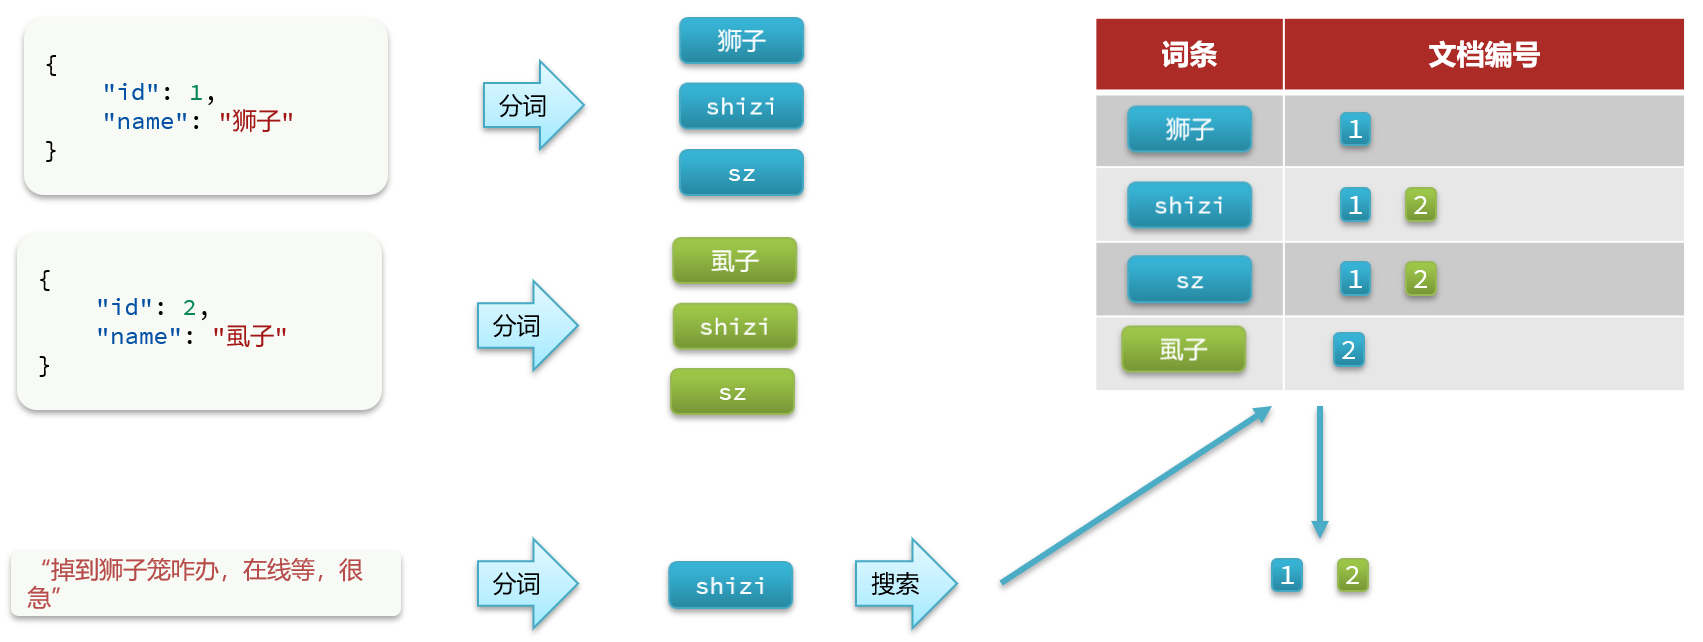 {
"id": 1,
"name": "狮子"
}
分词
狮子
shizi
sz
{
"id": 2,
"name": "虱子"
}
分词
虱子
shizi
sz
词条 文档编号
狮子 1
shizi 1 2
sz 1 2
虱子 2
“掉到狮子笼咋办，在线等，很
急”
分词
shizi
搜索
1 2